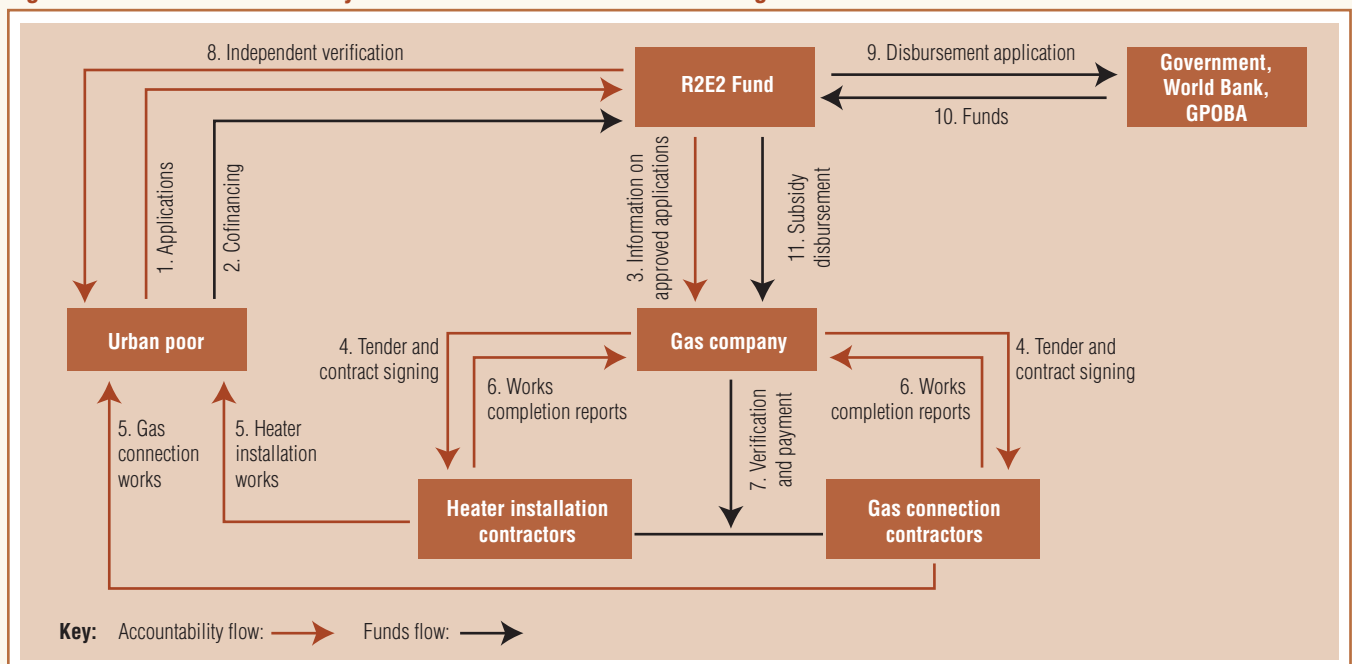 8. Independent verification
R2E2 Fund
9. Disbursement application
10. Funds
Government,
World Bank,
GPOBA
1. Applications
2. Cofinancing
3. Information on
approved applications
11. Subsidy
disbursement
Urban poor
Gas company
4. Tender and
contract signing
6. Works
completion reports
6. Works
completion reports
4. Tender and
contract signing
5. Gas
connection
works
5. Heater
installation
works
7. Verification
and payment
Heater installation
contractors
Gas connection
contractors
Key: Accountability flow: Funds flow: